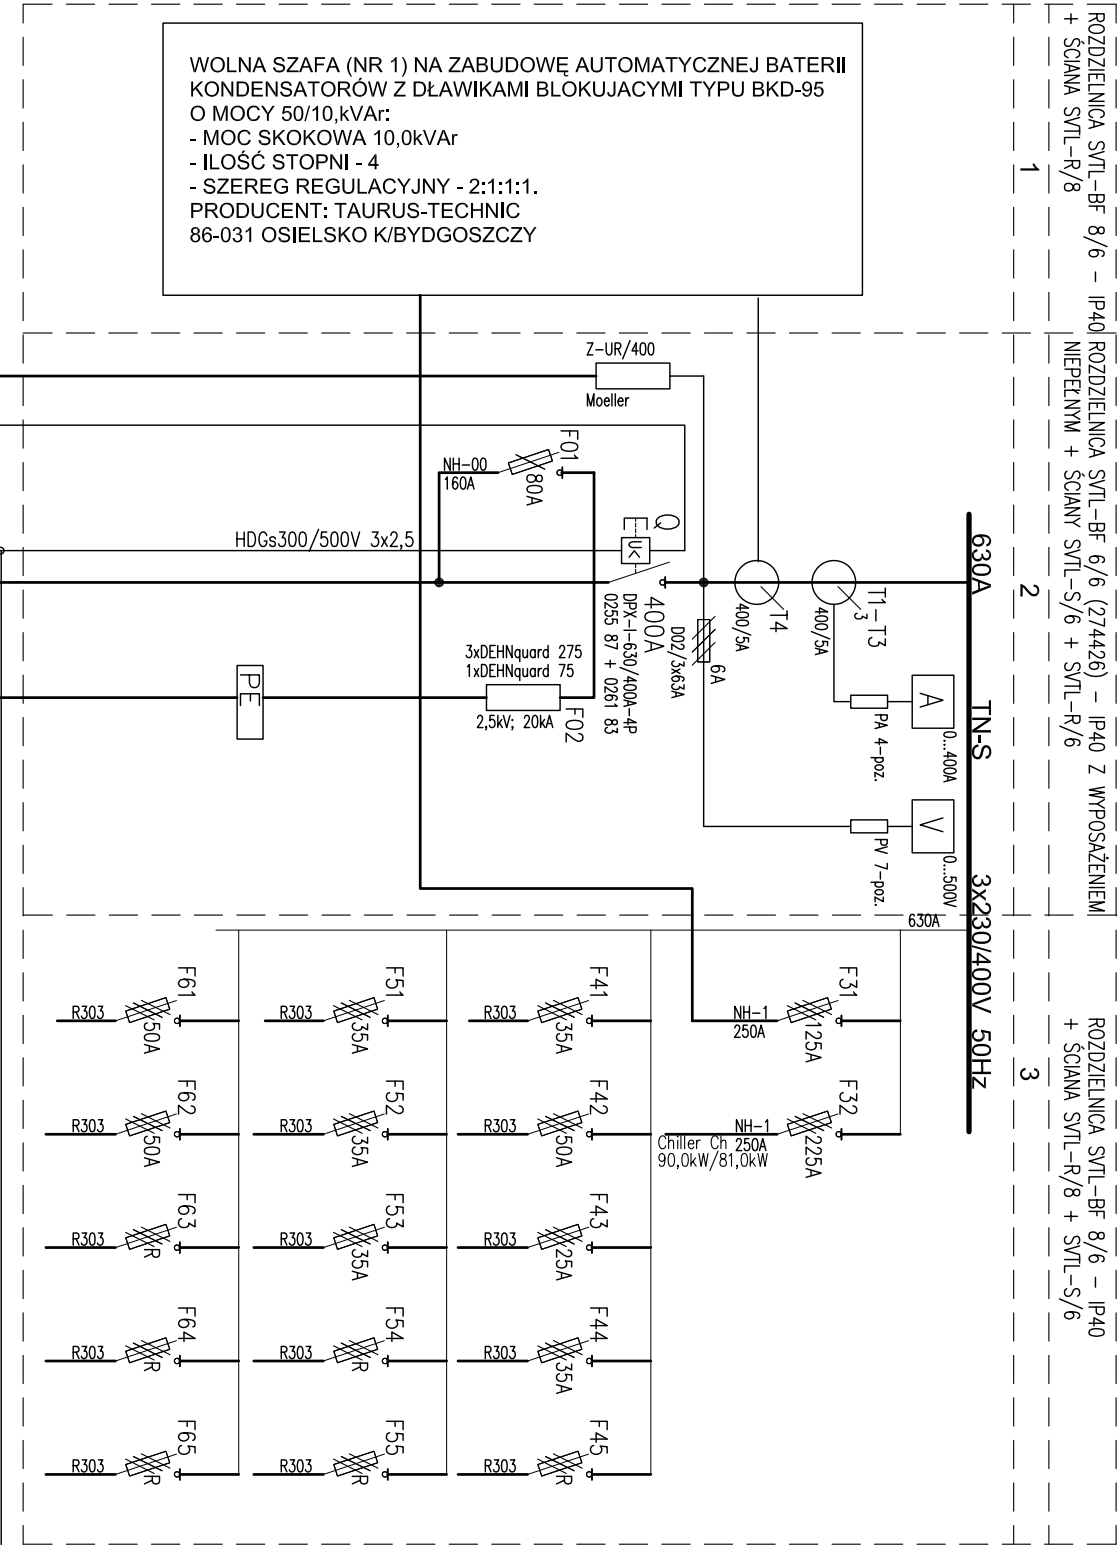 ROZDZIELNICA SVTL-BF 8/6 - IP40
+ ŚCIANA SVTL-R/8
1
ROZDZIELNICA SVTL-BF 6/6 (274426) - IP40 Z WYPOSAŻENIEM
NIEPEŁNYM + ŚCIANY SVTL-S/6 + SVTL-R/6
2
ROZDZIELNICA SVTL-BF 8/6 - IP40
+ ŚCIANA SVTL-R/8 + SVTL-S/6
3
WOLNA SZAFA (NR 1) NA ZABUDOWĘ AUTOMATYCZNEJ BATERII
KONDENSATORÓW Z DŁAWIKAMI BLOKUJACYMI TYPU BKD-95
O MOCY 50/10,kVAr:
- MOC SKOKOWA 10,0kVAr
- ILOŚĆ STOPNI - 4
- SZEREG REGULACYJNY - 2:1:1:1.
PRODUCENT: TAURUS-TECHNIC
86-031 OSIELSKO K/BYDGOSZCZY
630A
TN-S
3x230/400V 50Hz
Z-UR/400
Moeller
F01
80A
NH-00
160A
HDGs300/500V 3x2,5
Q
U<
400A
DPX-I-630/400A-4P
0255 87 + 0261 83
D02/3x63A
6A
T4
400/5A
T1-T3
3
400/5A
A
0...400A
PA 4-poz.
V
0...500V
PV 7-poz.
3xDEHNquard 275
1xDEHNquard 75
F02
2,5kV; 20kA
PE
630A
F31
125A
NH-1
250A
F32
225A
NH-1
250A
Chiller Ch
90,0kW/81,0kW
F41
35A
R303
F42
50A
R303
F43
25A
R303
F44
35A
R303
F45
R
R303
F51
35A
R303
F52
35A
R303
F53
35A
R303
F54
R
R303
F55
R
R303
F61
50A
R303
F62
50A
R303
F63
R
R303
F64
R
R303
F65
R
R303